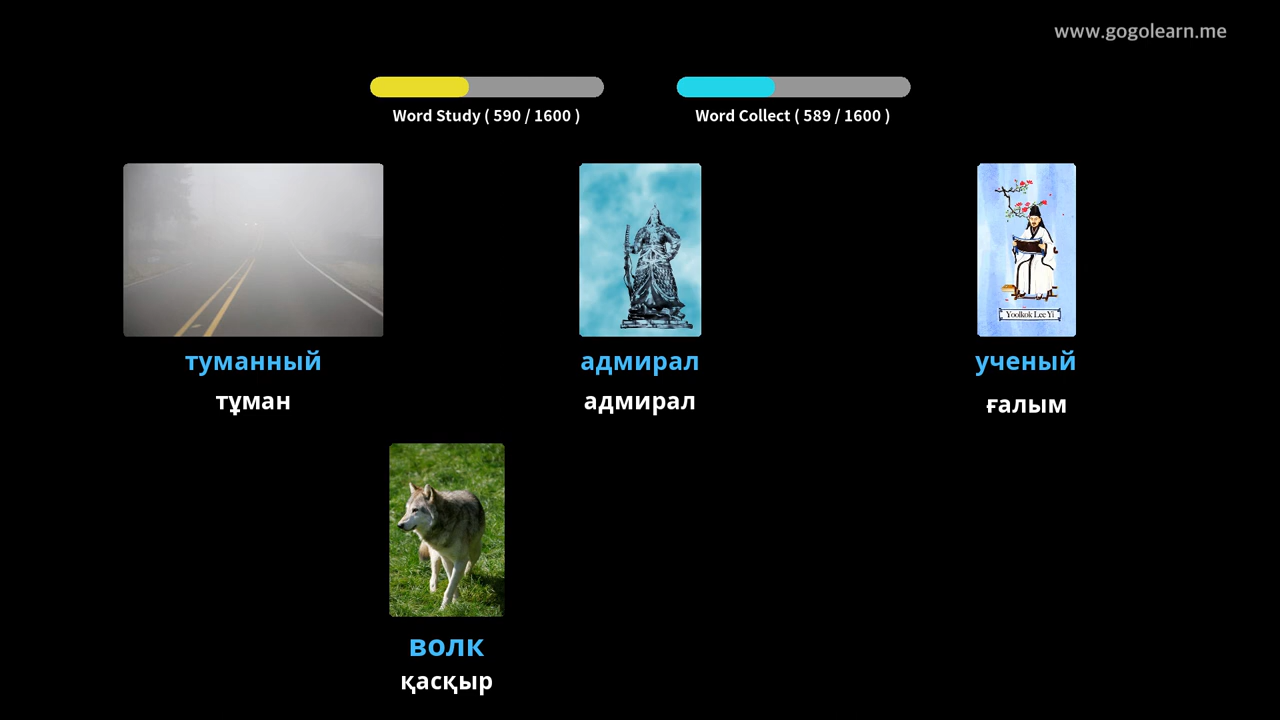 www.gogolearn.me
Word Study ( 590 / 1600 )
Word Collect ( 589 / 1600 )
Yoolkok Lee Yi
туманный
тұман
адмирал
адмирал
ученый
ғалым
волк
қасқыр